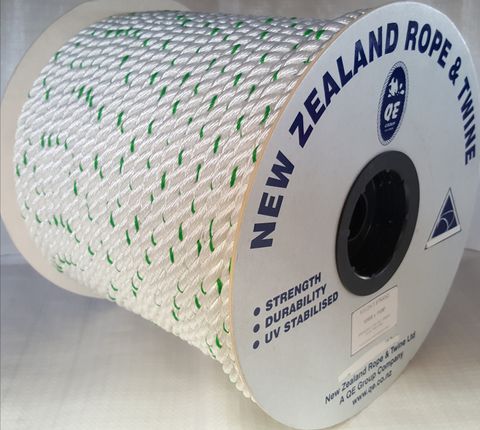 NEW ZEALAND ROPE & TWINE
QE
• STRENGTH
• DURABILITY
• UV STABILISED
New Zealand Rope & Twine Ltd
A QE Group Company
www.qe.co.nz